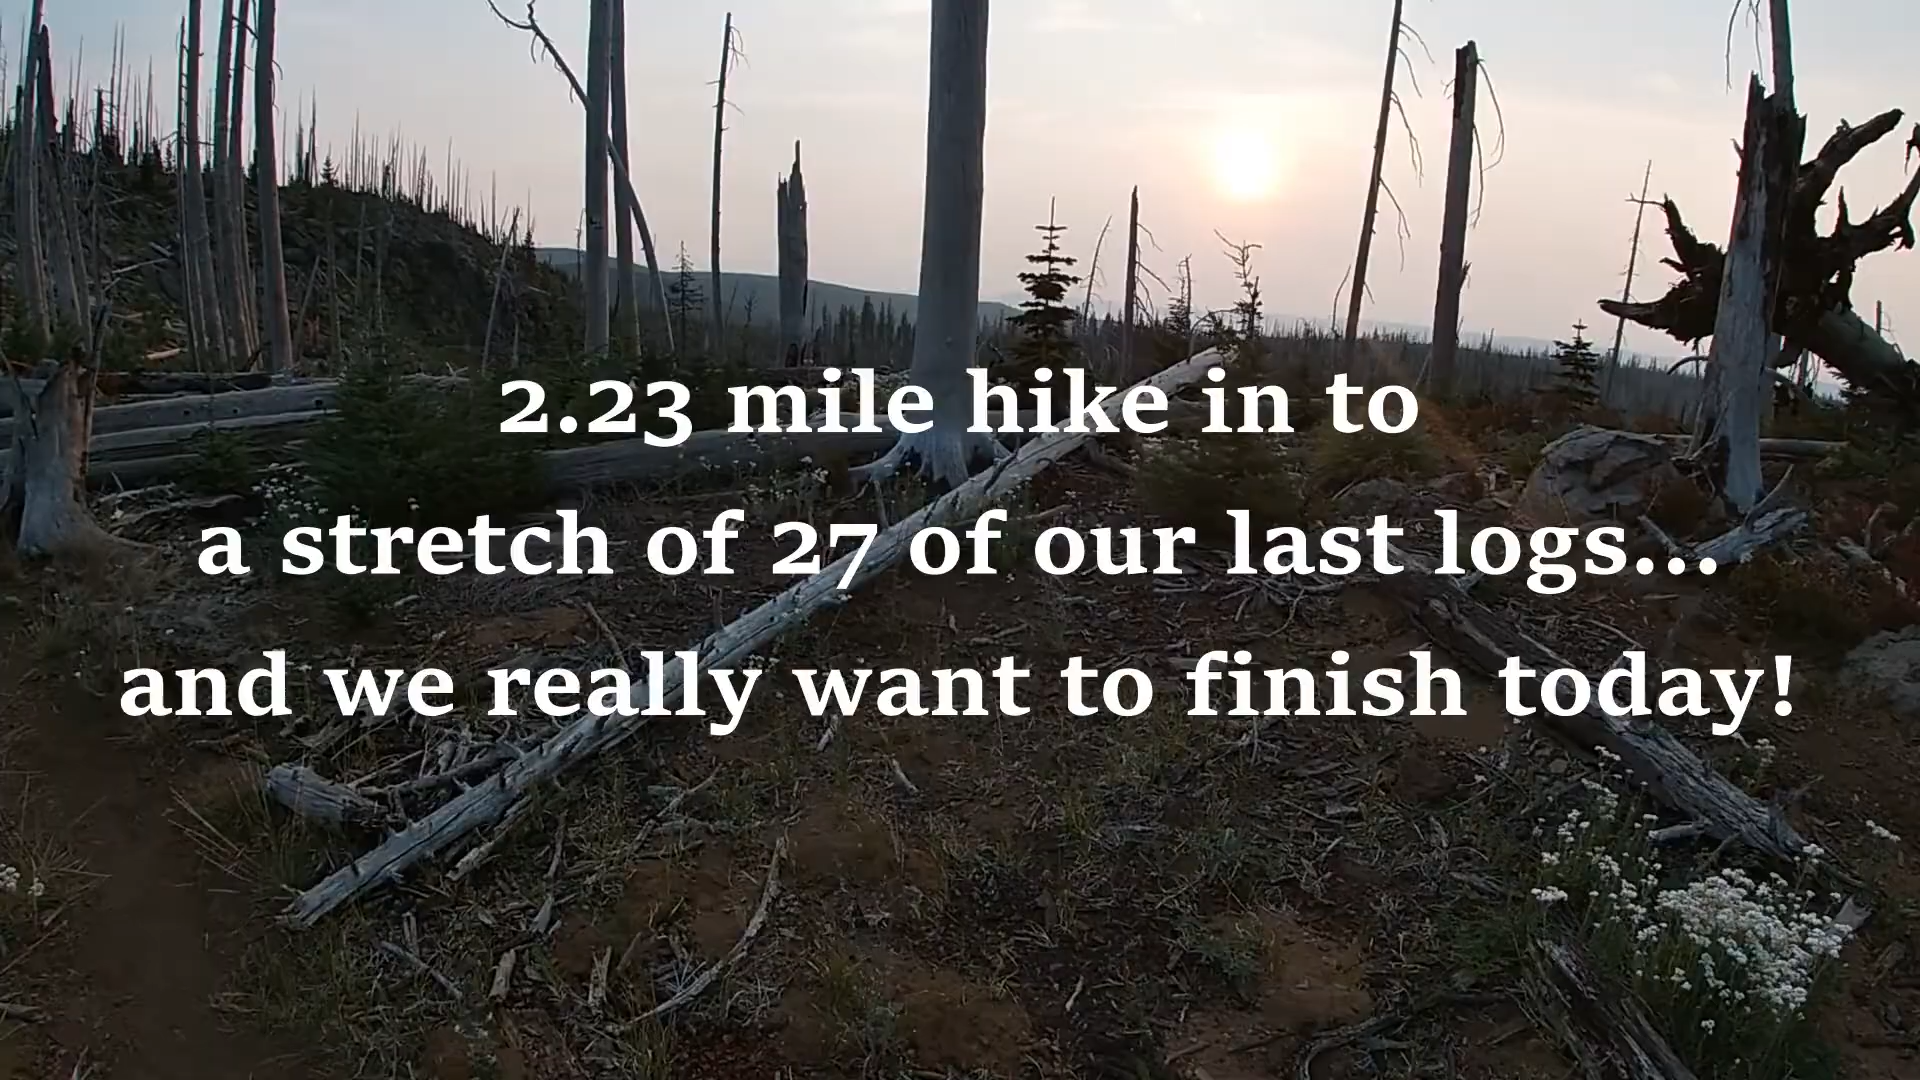 2.23 mile hike in to
a stretch of 27 of our last logs...
and we really want to finish today!